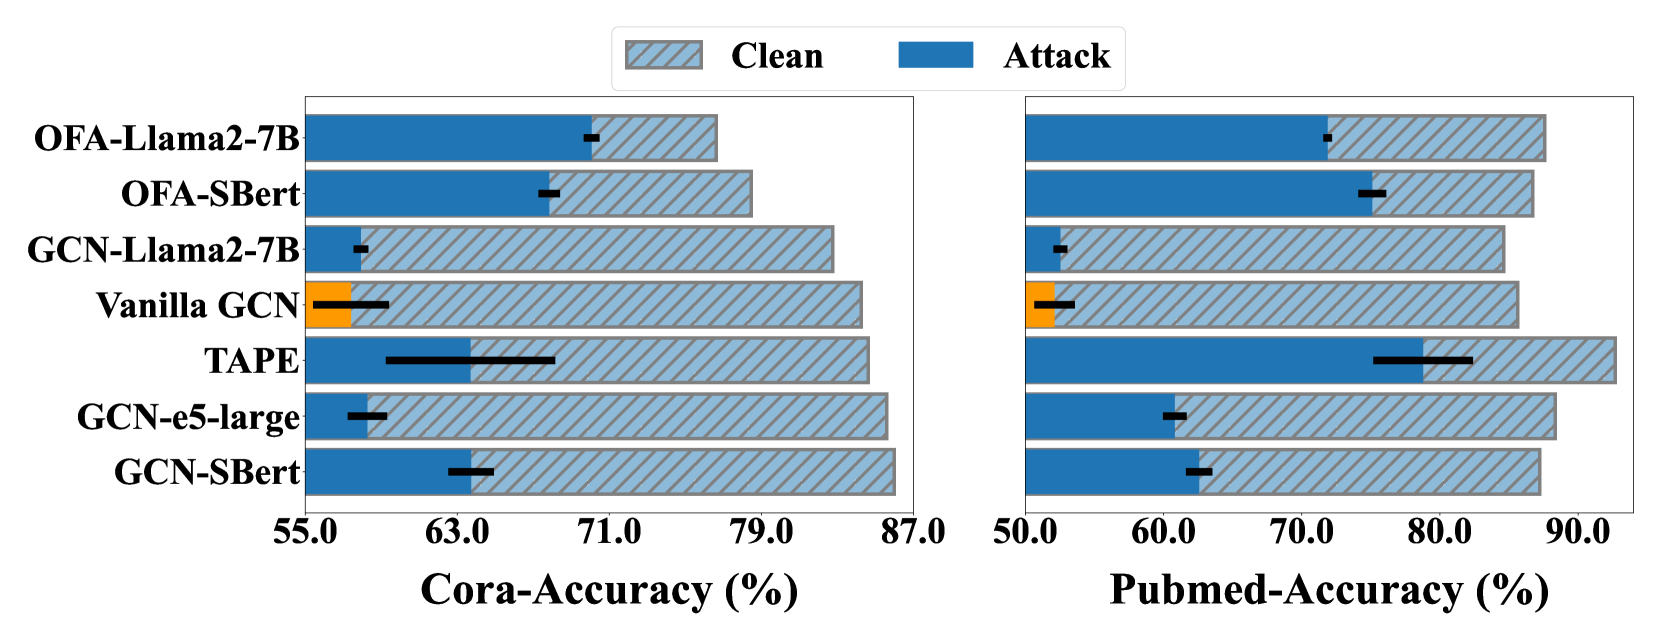 Clean Attack
OFA-Llama2-7B
OFA-SBert
GCN-Llama2-7B
Vanilla GCN
TAPE
GCN-e5-large
GCN-SBert
55.0 63.0 71.0 79.0 87.0
Cora-Accuracy (%)
50.0 60.0 70.0 80.0 90.0
Pubmed-Accuracy (%)